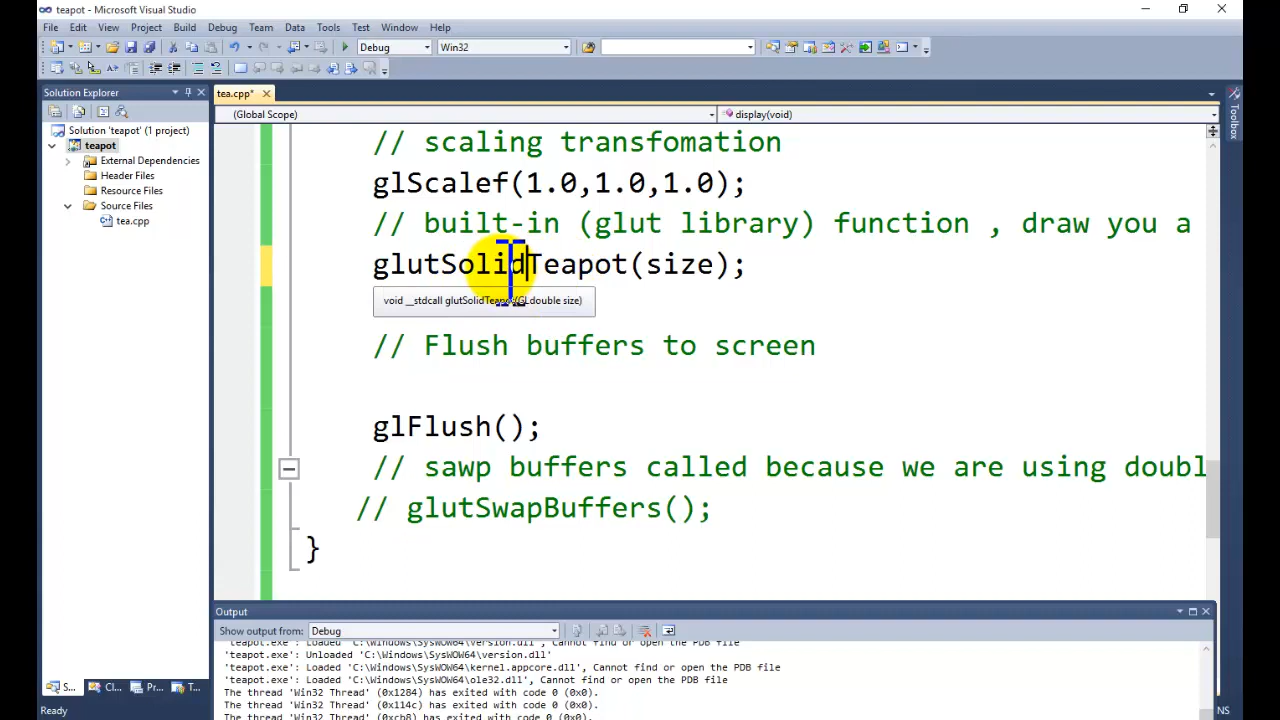 teapot - Microsoft Visual Studio
File Edit View Project Build Debug Team Data Tools Test Window Help
Debug Win32
Solution Explorer
tea.cpp*
(Global Scope) display(void)
Solution 'teapot' (1 project)
teapot
External Dependencies
Header Files
Resource Files
Source Files
tea.cpp
// scaling transfomation
glScalef(1.0,1.0,1.0);
// built-in (glut library) function , draw you a
glutSolidTeapot(size);
void __stdcall glutSolidTeapot(GLdouble size)
// Flush buffers to screen
glFlush();
// sawp buffers called because we are using doubl
// glutSwapBuffers();
}
Toolbox
Output
Show output from: Debug
'teapot.exe': Loaded 'C:\Windows\SysWOW64\version.dll', Cannot find or open the PDB file
'teapot.exe': Unloaded 'C:\Windows\SysWOW64\version.dll'
'teapot.exe': Loaded 'C:\Windows\SysWOW64\kernel.appcore.dll', Cannot find or open the PDB file
'teapot.exe': Loaded 'C:\Windows\SysWOW64\ole32.dll', Cannot find or open the PDB file
The thread 'Win32 Thread' (0x1284) has exited with code 0 (0x0).
The thread 'Win32 Thread' (0x114c) has exited with code 0 (0x0).
The thread 'Win32 Thread' (0xcb8) has exited with code 0 (0x0).
S... Cl... Pr... T...
Ready
NS